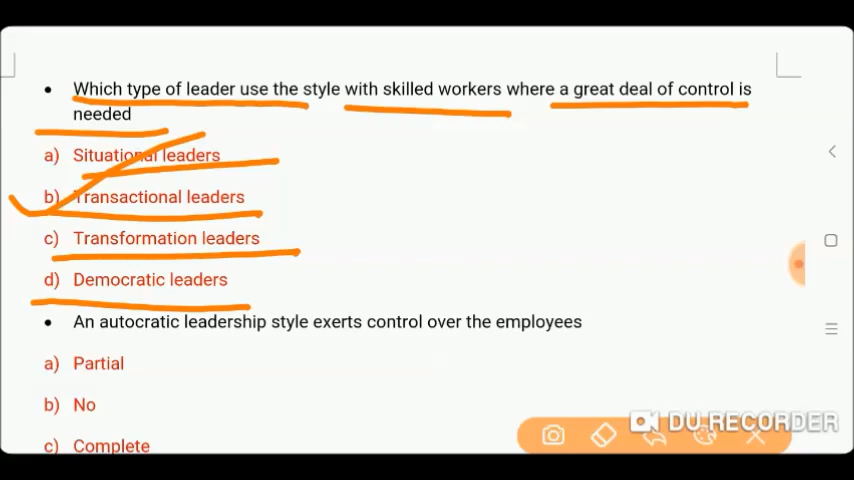 • Which type of leader use the style with skilled workers where a great deal of control is
needed
a) Situational leaders
b) Transactional leaders
c) Transformation leaders
d) Democratic leaders
• An autocratic leadership style exerts control over the employees
a) Partial
b) No
c) Complete
DU RECORDER